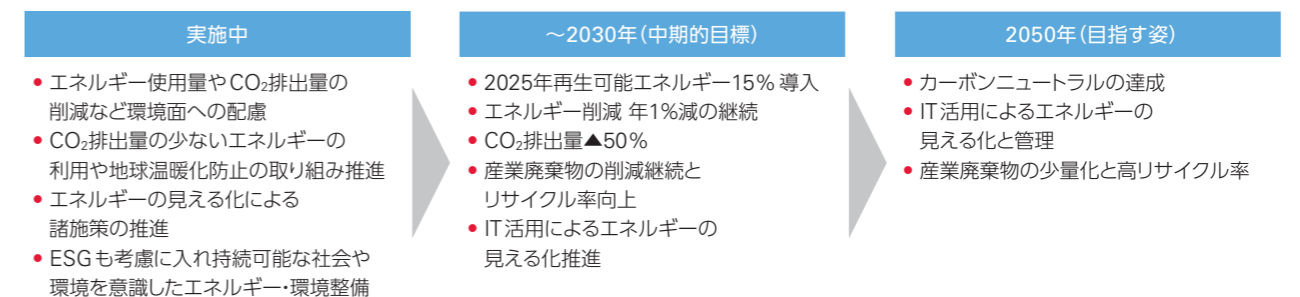 実施中
● エネルギー使用量やCO₂排出量の
削減など環境面への配慮
● CO₂排出量の少ないエネルギーの
利用や地球温暖化防止の取り組み推進
● エネルギーの見える化による
諸施策の推進
● ESGも考慮に入れ持続可能な社会や
環境を意識したエネルギー・環境整備
～2030年（中期的目標）
● 2025年再生可能エネルギー15% 導入
● エネルギー削減 年1%減の継続
● CO₂排出量▲50%
● 産業廃棄物の削減継続と
リサイクル率向上
● IT活用によるエネルギーの
見える化推進
2050年（目指す姿）
● カーボンニュートラルの達成
● IT活用によるエネルギーの
見える化と管理
● 産業廃棄物の少量化と高リサイクル率